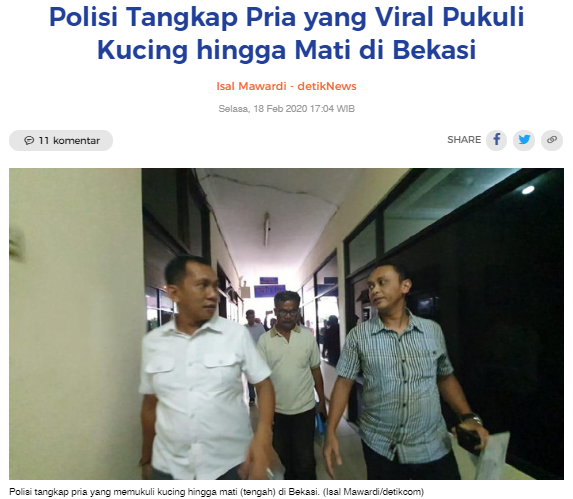 Polisi Tangkap Pria yang Viral Pukuli
Kucing hingga Mati di Bekasi
Isal Mawardi - detikNews
Selasa, 18 Feb 2020 17:04 WIB
11 komentar
SHARE
Polisi tangkap pria yang memukuli kucing hingga mati (tengah) di Bekasi. (Isal Mawardi/detikcom)